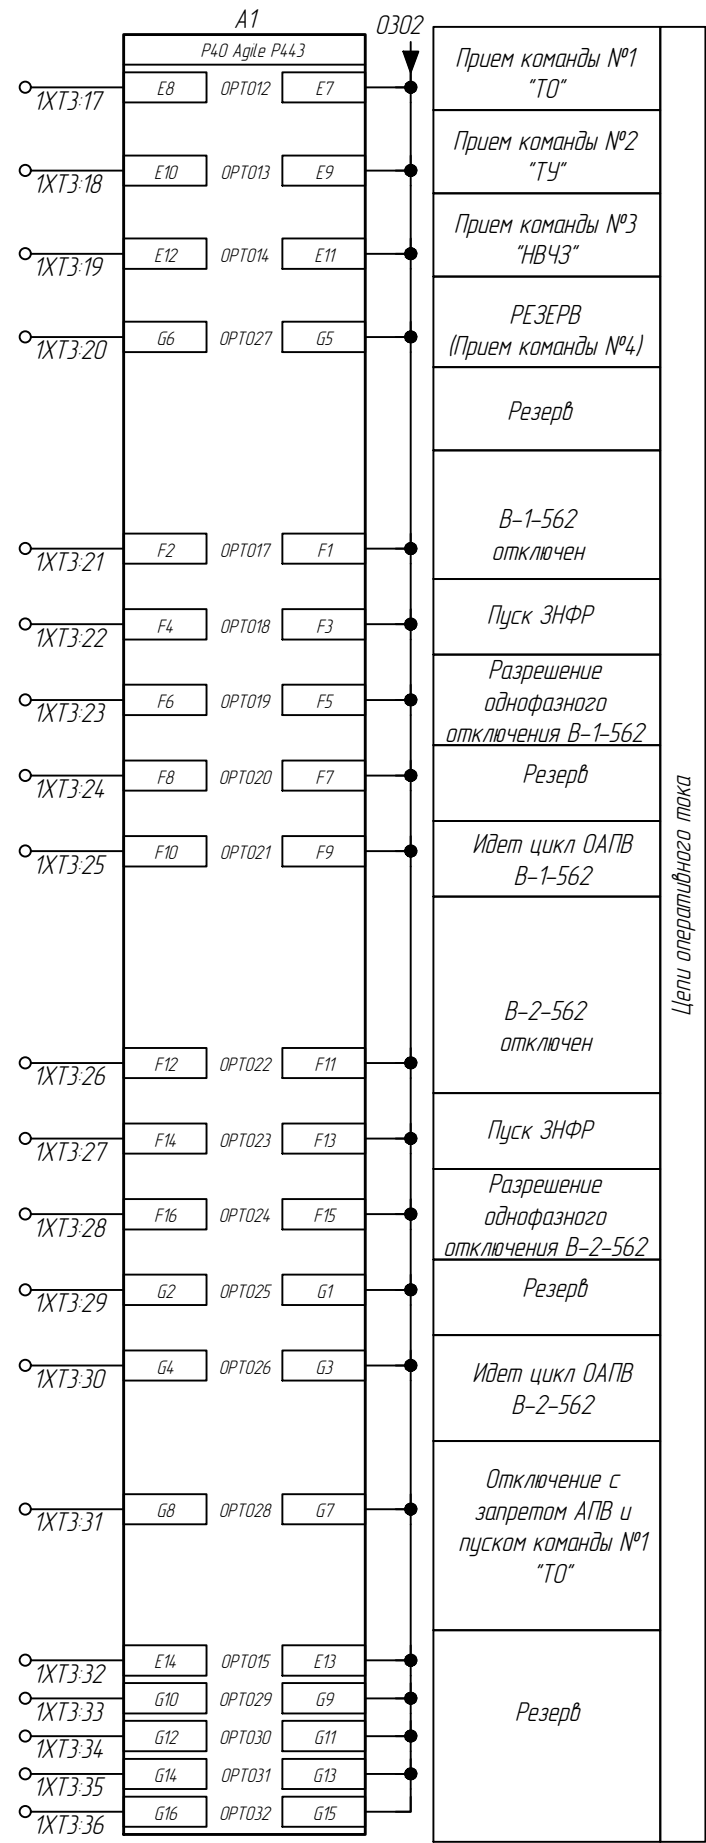 A1
0302
P40 Agile P443
1XT3:17 E8 OPTO12 E7
Прием команды №1
"ТО"
1XT3:18 E10 OPTO13 E9
Прием команды №2
"ТУ"
1XT3:19 E12 OPTO14 E11
Прием команды №3
"НВЧЗ"
1XT3:20 G6 OPTO27 G5
РЕЗЕРВ
(Прием команды №4)
Резерв
1XT3:21 F2 OPTO17 F1
В-1-562
отключен
1XT3:22 F4 OPTO18 F3
Пуск ЗНФР
1XT3:23 F6 OPTO19 F5
Разрешение
однофазного
отключения В-1-562
1XT3:24 F8 OPTO20 F7
Резерв
1XT3:25 F10 OPTO21 F9
Идет цикл ОАПВ
В-1-562
1XT3:26 F12 OPTO22 F11
В-2-562
отключен
1XT3:27 F14 OPTO23 F13
Пуск ЗНФР
1XT3:28 F16 OPTO24 F15
Разрешение
однофазного
отключения В-2-562
1XT3:29 G2 OPTO25 G1
Резерв
1XT3:30 G4 OPTO26 G3
Идет цикл ОАПВ
В-2-562
1XT3:31 G8 OPTO28 G7
Отключение с
запретом АПВ и
пуском команды №1
"ТО"
1XT3:32 E14 OPTO15 E13
1XT3:33 G10 OPTO29 G9
1XT3:34 G12 OPTO30 G11
1XT3:35 G14 OPTO31 G13
1XT3:36 G16 OPTO32 G15
Резерв
Цепи оперативного тока